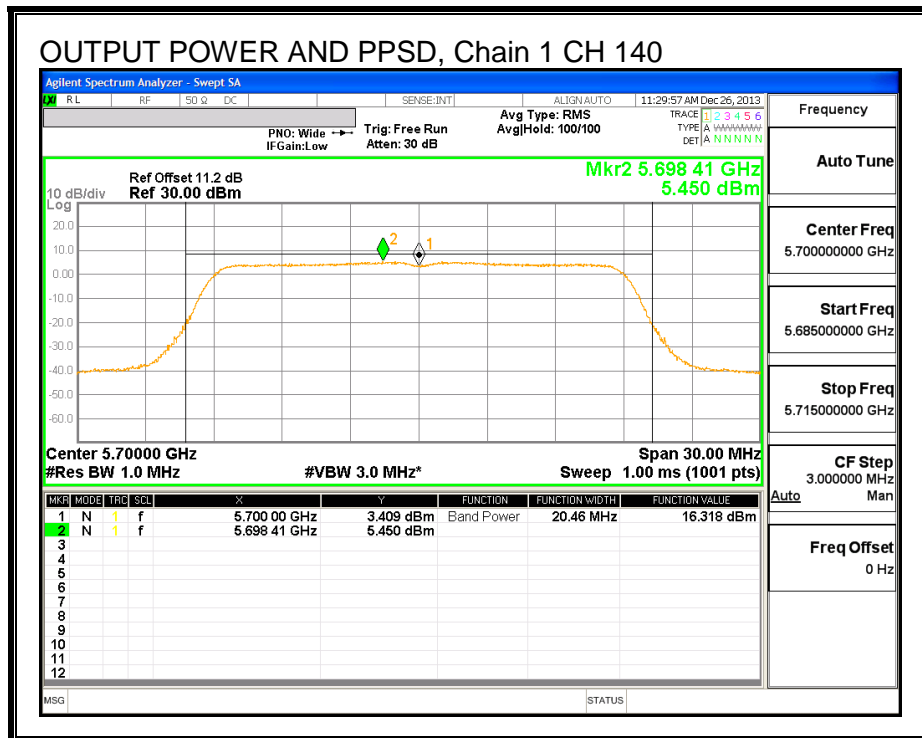 OUTPUT POWER AND PPSD, Chain 1 CH 140
Agilent Spectrum Analyzer - Swept SA
LXI RL RF 50 Ω DC SENSE:INT ALIGN AUTO 11:29:57 AM Dec 26, 2013
Frequency
PNO: Wide
IFGain:Low
Trig: Free Run
Atten: 30 dB
Avg Type: RMS
Avg|Hold: 100/100
TRACE 1 2 3 4 5 6
TYPE A WWWWW
DET A N N N N N
Auto Tune
Mkr2 5.698 41 GHz
5.450 dBm
Ref Offset 11.2 dB
10 dB/div Ref 30.00 dBm
Log
20.0
10.0
0.00
-10.0
-20.0
-30.0
-40.0
-50.0
-60.0
2
1
Center Freq
5.700000000 GHz
Start Freq
5.685000000 GHz
Stop Freq
5.715000000 GHz
CF Step
3.000000 MHz
Auto Man
Freq Offset
0 Hz
Center 5.70000 GHz Span 30.00 MHz
#Res BW 1.0 MHz #VBW 3.0 MHz* Sweep 1.00 ms (1001 pts)
MKR MODE TRC SCL X Y FUNCTION FUNCTION WIDTH FUNCTION VALUE
1 N 1 f 5.700 00 GHz 3.409 dBm Band Power 20.46 MHz 16.318 dBm
2 N 1 f 5.698 41 GHz 5.450 dBm
3
4
5
6
7
8
9
10
11
12
MSG STATUS